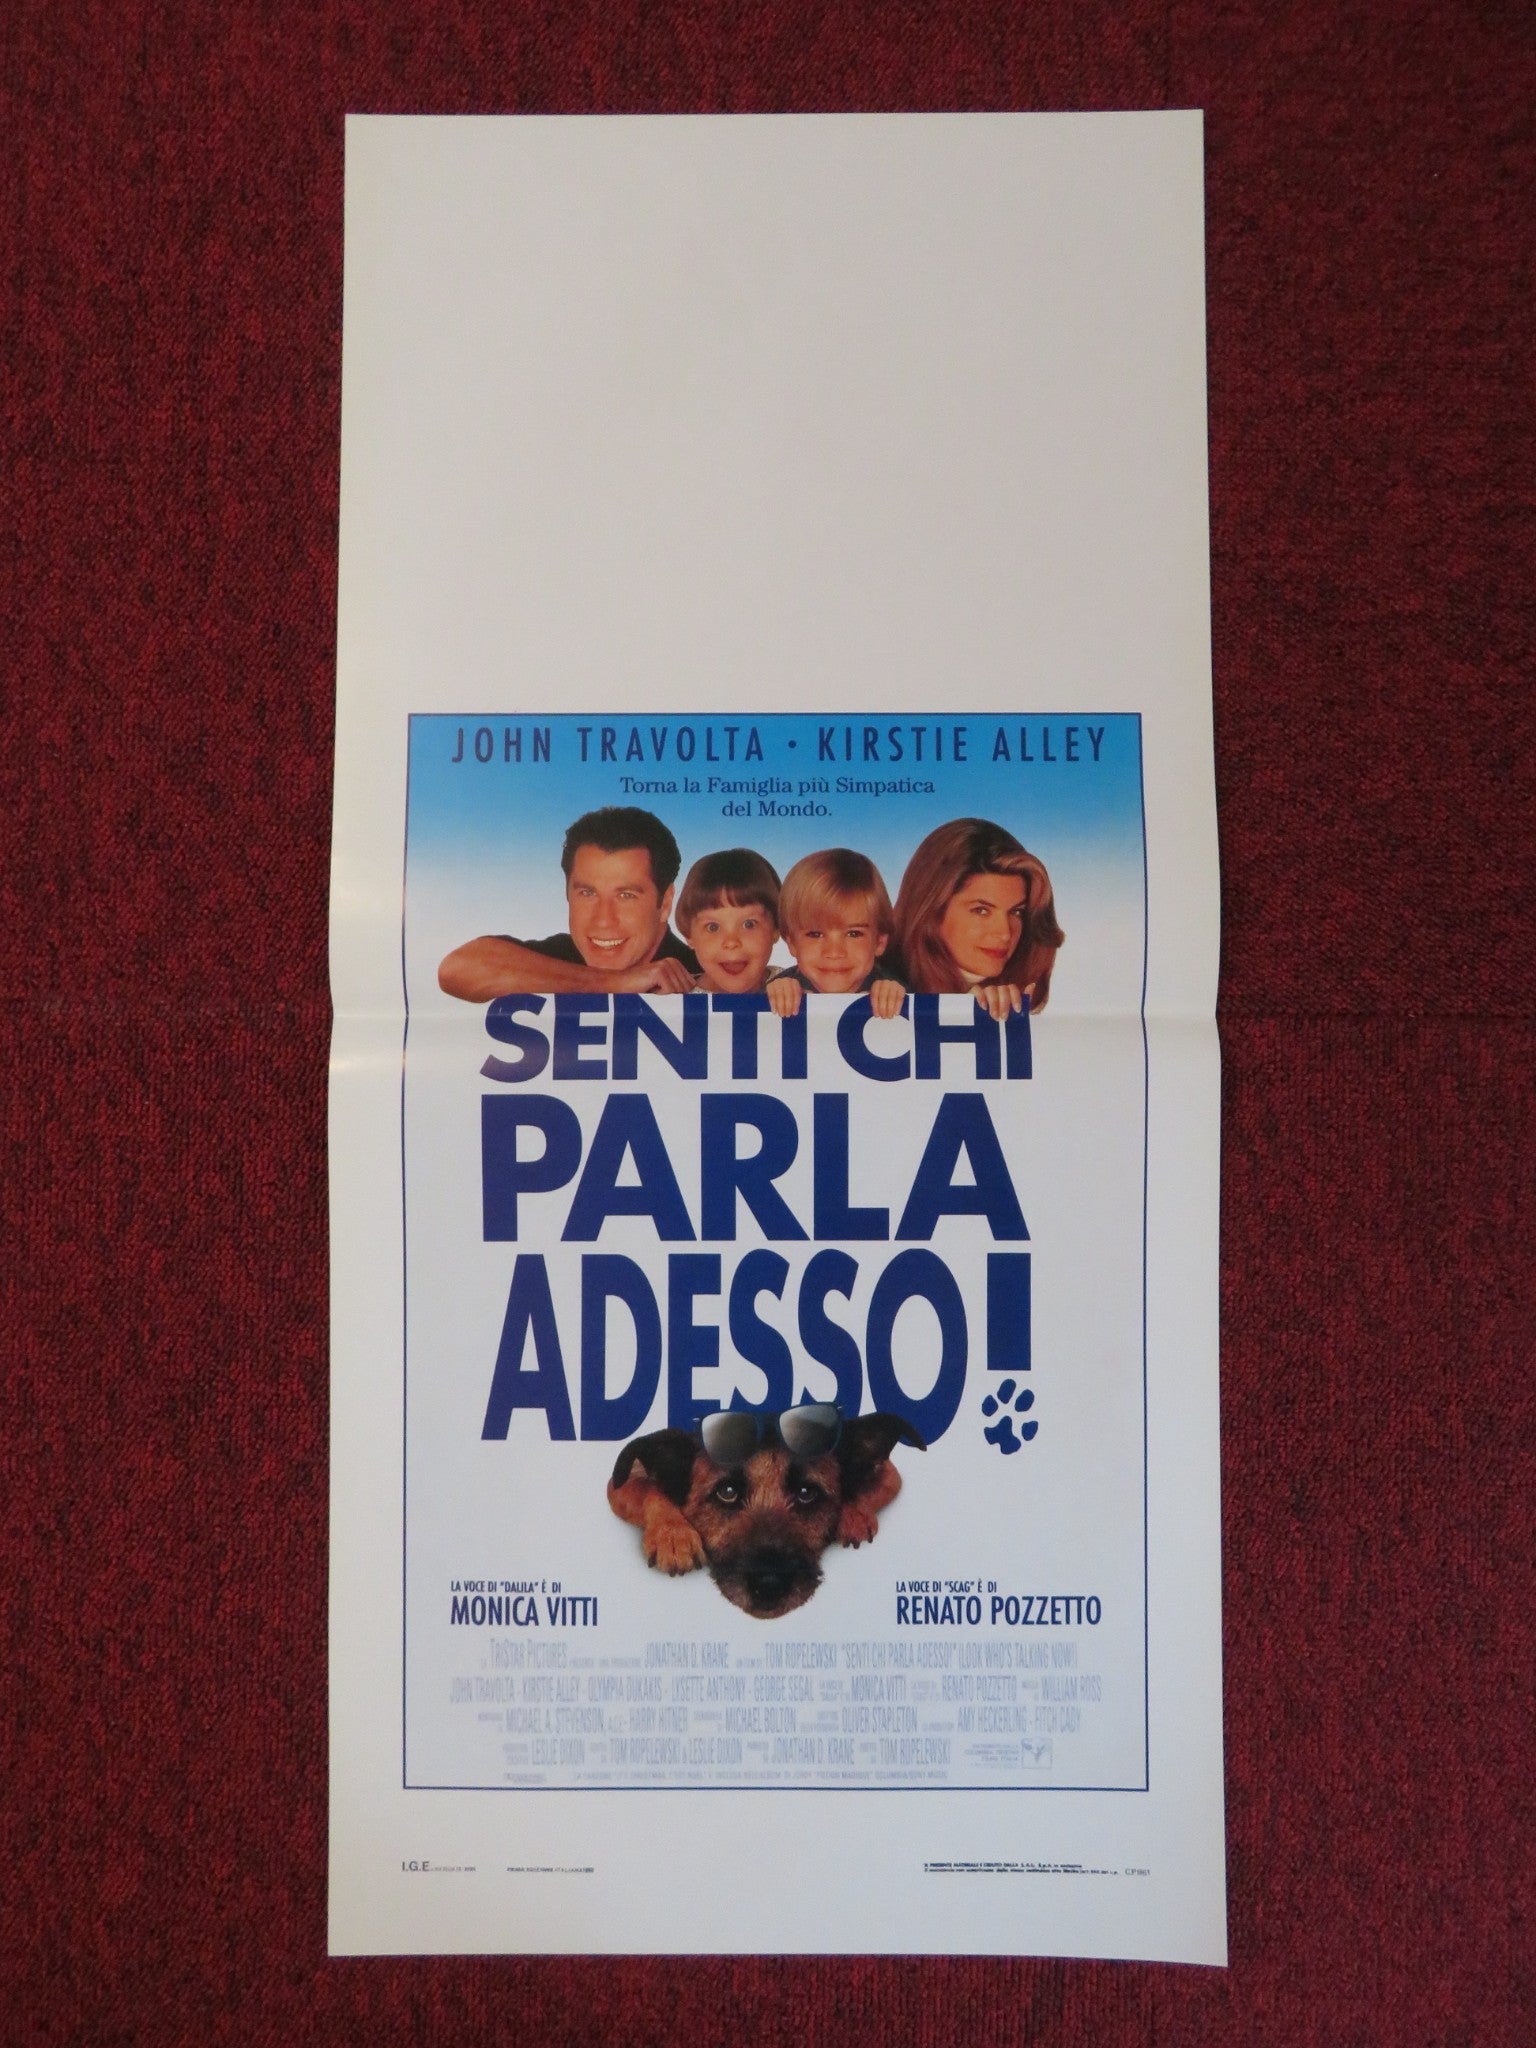 JOHN TRAVOLTA · KIRSTIE ALLEY
Torna la Famiglia più Simpatica
del Mondo.
SENTI CHI
PARLA
ADESSO!
LA VOCE DI "DALILA" È DI
MONICA VITTI
LA VOCE DI "SCAG" È DI
RENATO POZZETTO
TRISTAR PICTURES JONATHAN D. KRANE TOM ROPELEWSKI "SENTI CHI PARLA ADESSO!" (LOOK WHO'S TALKING NOW!)
JOHN TRAVOLTA - KIRSTIE ALLEY - OLYMPIA DUKAKIS - LYSETTE ANTHONY - GEORGE SEGAL MONICA VITTI RENATO POZZETTO WILLIAM ROSS
MICHAEL A. STEVENSON, A.C.E. - HARRY HITNER MICHAEL BOLTON OLIVER STAPLETON AMY HECKERLING - FITCH CADY
LESLIE DIXON TOM ROPELEWSKI & LESLIE DIXON JONATHAN D. KRANE TOM ROPELEWSKI
I.G.E.